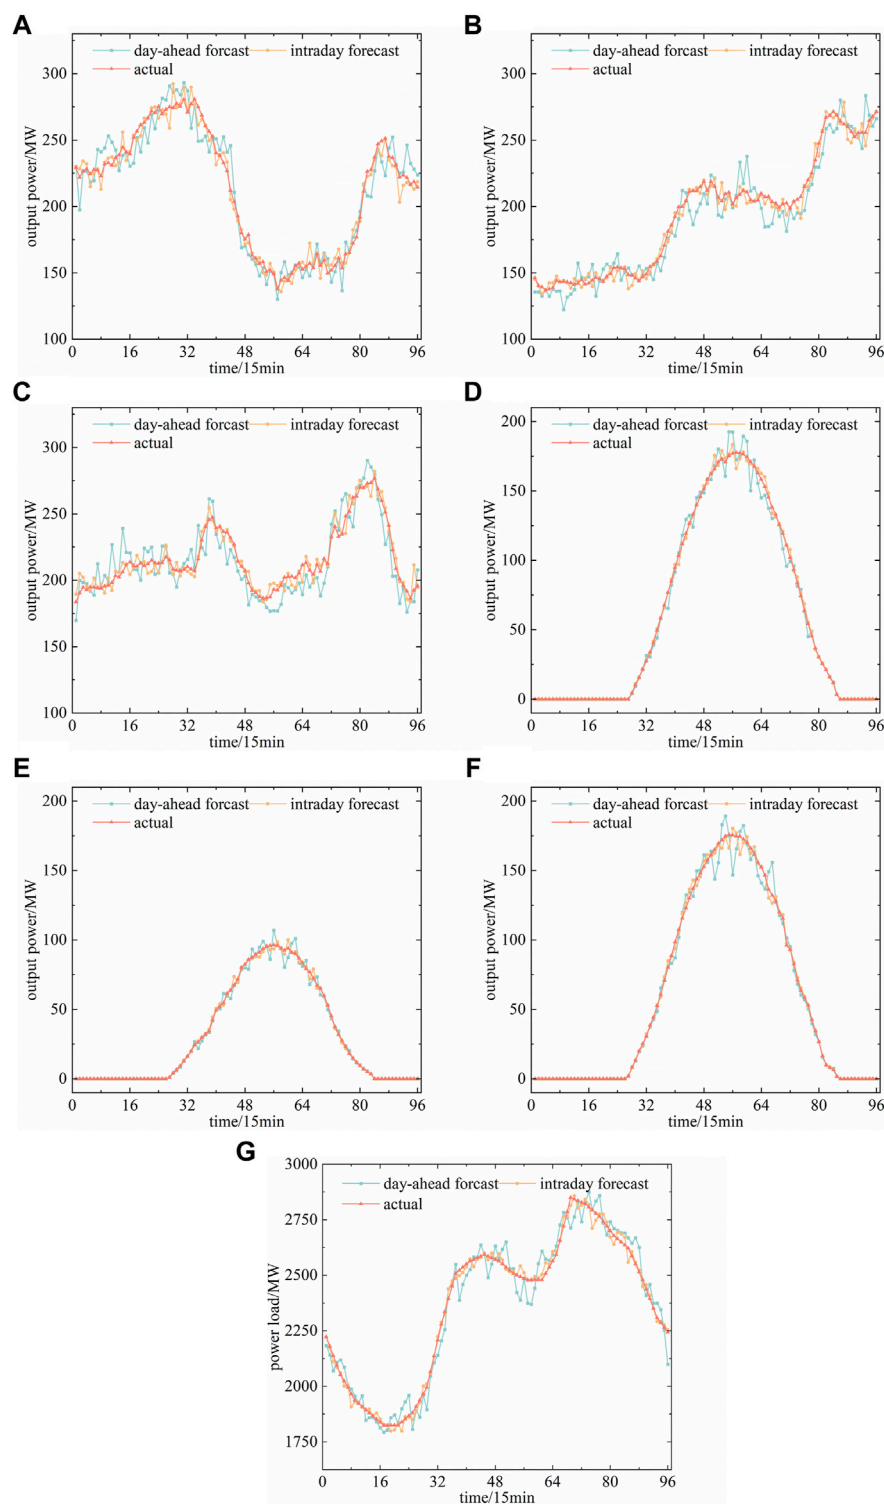 A
day-ahead forcast intraday forecast
actual
300
250
200
150
100
output power/MW
0 16 32 48 64 80 96
time/15min
B
day-ahead forcast intraday forecast
actual
300
250
200
150
100
output power/MW
0 16 32 48 64 80 96
time/15min
C
day-ahead forcast intraday forecast
actual
300
250
200
150
100
output power/MW
0 16 32 48 64 80 96
time/15min
D
day-ahead forcast intraday forecast
actual
200
150
100
50
0
output power/MW
0 16 32 48 64 80 96
time/15min
E
day-ahead forcast intraday forecast
actual
200
150
100
50
0
output power/MW
0 16 32 48 64 80 96
time/15min
F
day-ahead forcast intraday forecast
actual
200
150
100
50
0
output power/MW
0 16 32 48 64 80 96
time/15min
G
day-ahead forcast intraday forecast
actual
3000
2750
2500
2250
2000
1750
power load/MW
0 16 32 48 64 80 96
time/15min